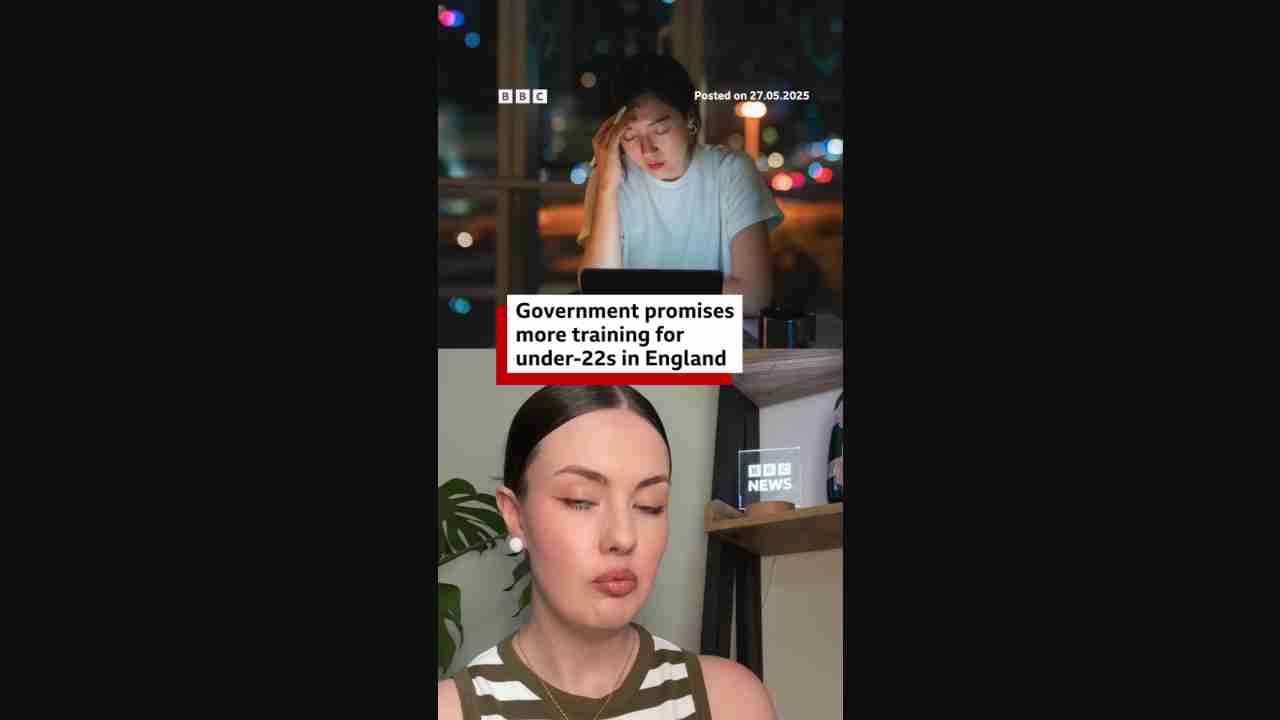 BBC
Posted on 27.05.2025
Government promises
more training for
under-22s in England
BBC
NEWS